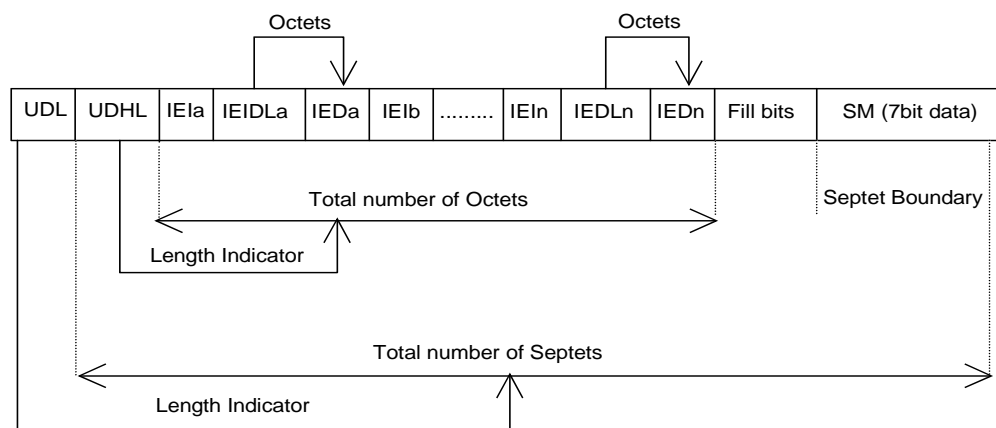 Octets Octets
UDL UDHL IEIa IEIDLa IEDa IEIb ......... IEIn IEDLn IEDn Fill bits SM (7bit data)
Total number of Octets
Septet Boundary
Length Indicator
Total number of Septets
Length Indicator